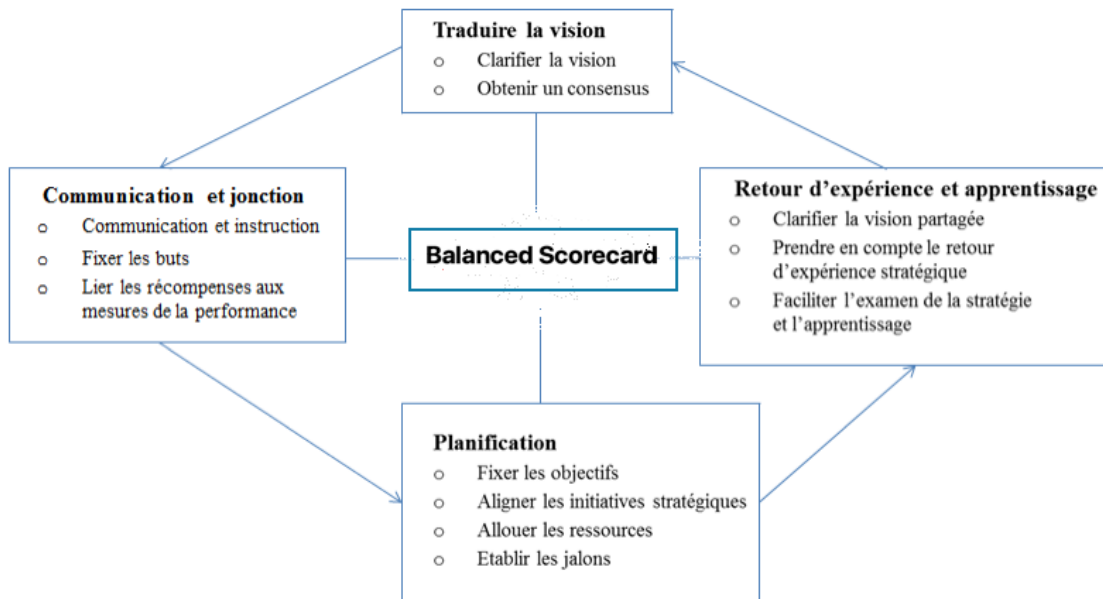 Traduire la vision
o Clarifier la vision
o Obtenir un consensus
Communication et jonction
o Communication et instruction
o Fixer les buts
o Lier les récompenses aux
mesures de la performance
Balanced Scorecard
Retour d’expérience et apprentissage
o Clarifier la vision partagée
o Prendre en compte le retour
d’expérience stratégique
o Faciliter l’examen de la stratégie
et l’apprentissage
Planification
o Fixer les objectifs
o Aligner les initiatives stratégiques
o Allouer les ressources
o Etablir les jalons